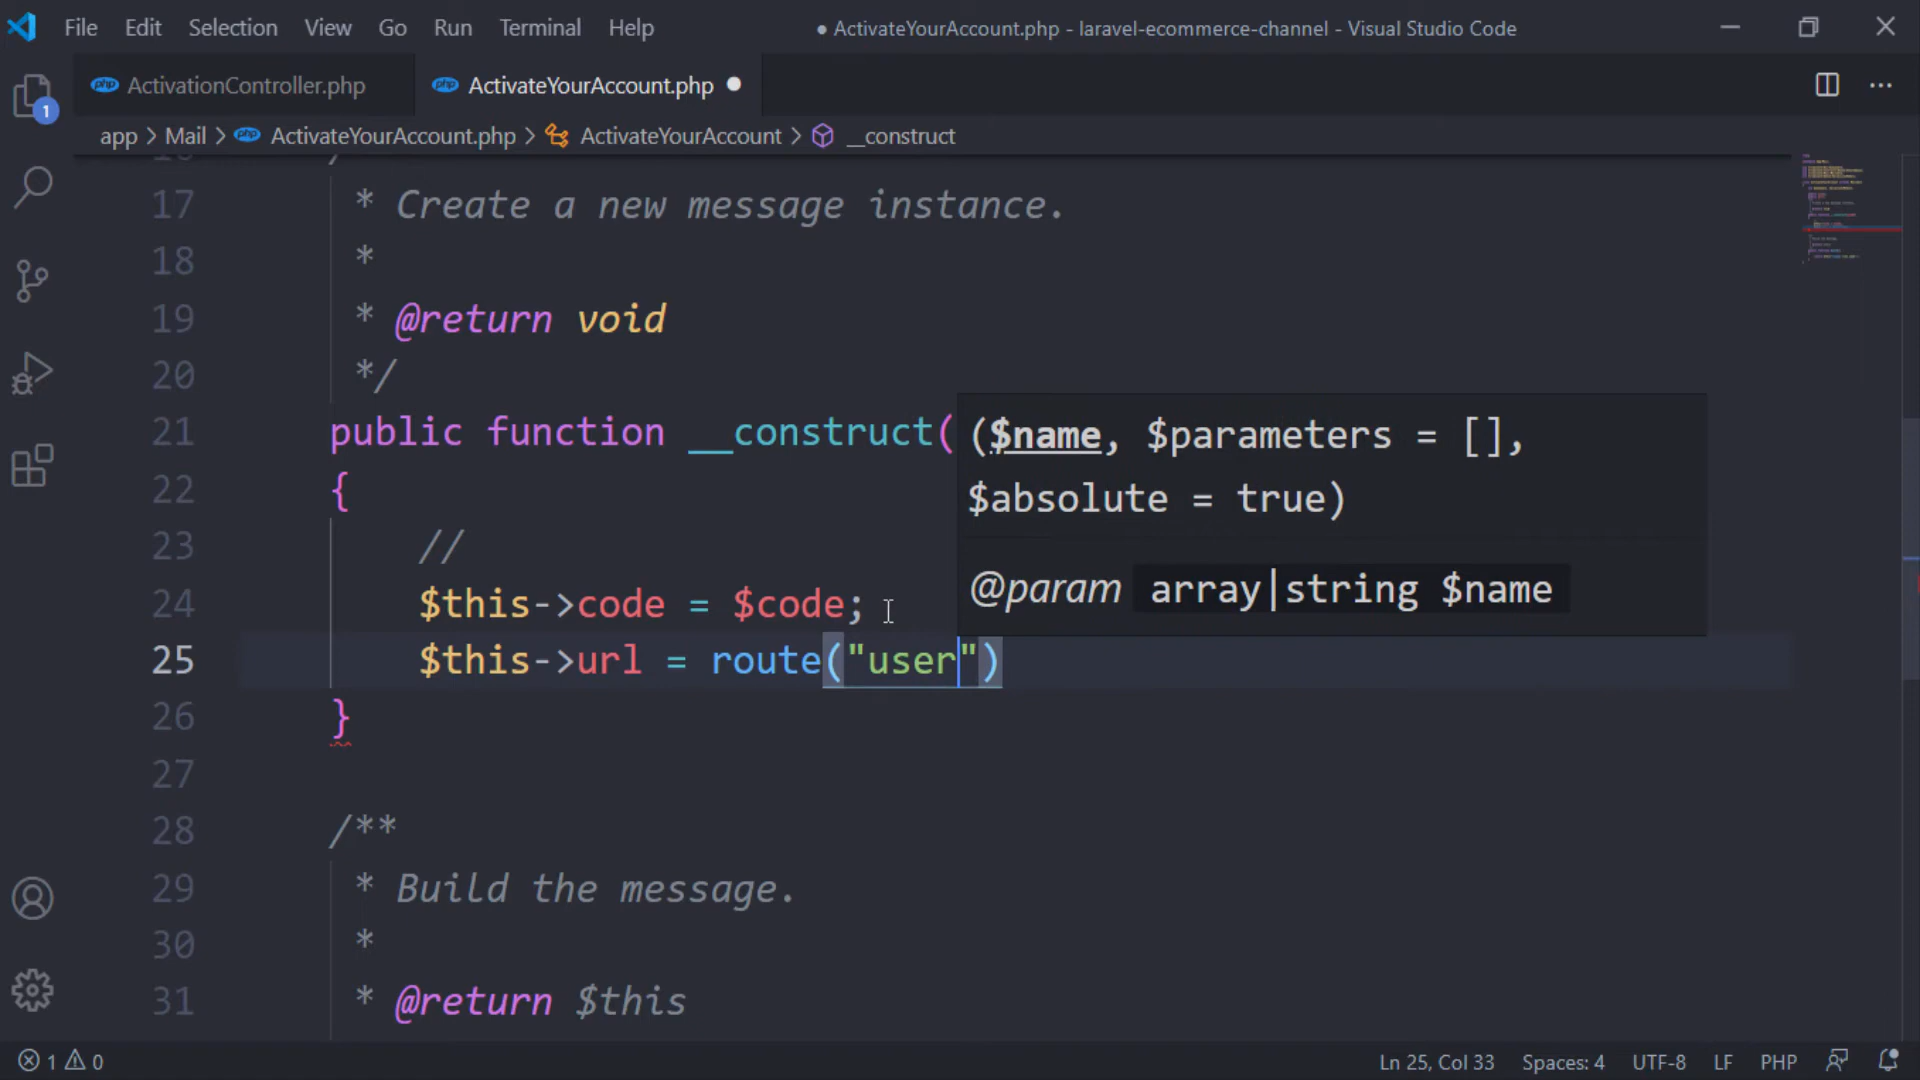 File Edit Selection View Go Run Terminal Help ● ActivateYourAccount.php - laravel-ecommerce-channel - Visual Studio Code
ActivationController.php ActivateYourAccount.php ●
app > Mail > ActivateYourAccount.php > ActivateYourAccount > __construct
17 * Create a new message instance.
18 *
19 * @return void
20 */
21 public function __construct(
($name, $parameters = [],
$absolute = true)
@param array|string $name
22 {
23 //
24 $this->code = $code;
25 $this->url = route("user")
26 }
27
28 /**
29 * Build the message.
30 *
31 * @return $this
1
1 0 Ln 25, Col 33 Spaces: 4 UTF-8 LF PHP